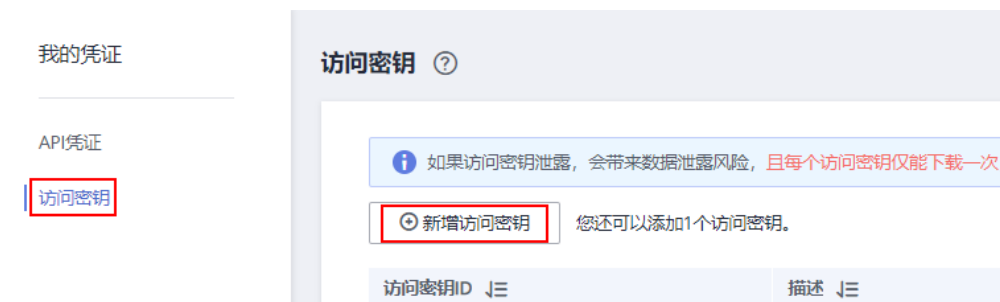 我的凭证
API凭证
访问密钥
访问密钥
如果访问密钥泄露，会带来数据泄露风险，且每个访问密钥仅能下载一次
新增访问密钥 您还可以添加1个访问密钥。
访问密钥ID 描述